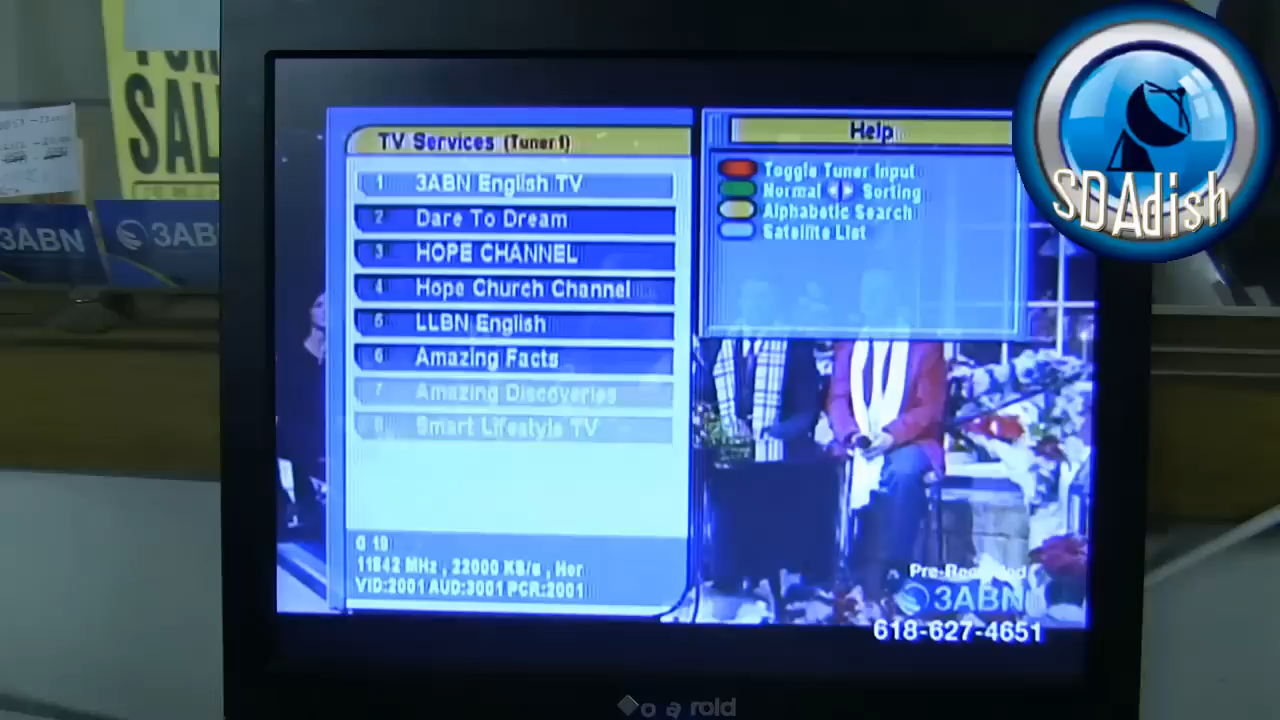 SAL
3ABN
3AB
TV Services (Tuner1)
1 3ABN English TV
2 Dare To Dream
3 HOPE CHANNEL
4 Hope Church Channel
5 LLBN English
6 Amazing Facts
7 Amazing Discoveries
8 Smart Lifestyle TV
G 19
11842 MHz , 22000 KS/s , Hor
VID:2001 AUD:3001 PCR:2001
Help
Toggle Tuner Input
Normal Sorting
Alphabetic Search
Satellite List
Pre-Recorded
3ABN
618-627-4651
SDAdish